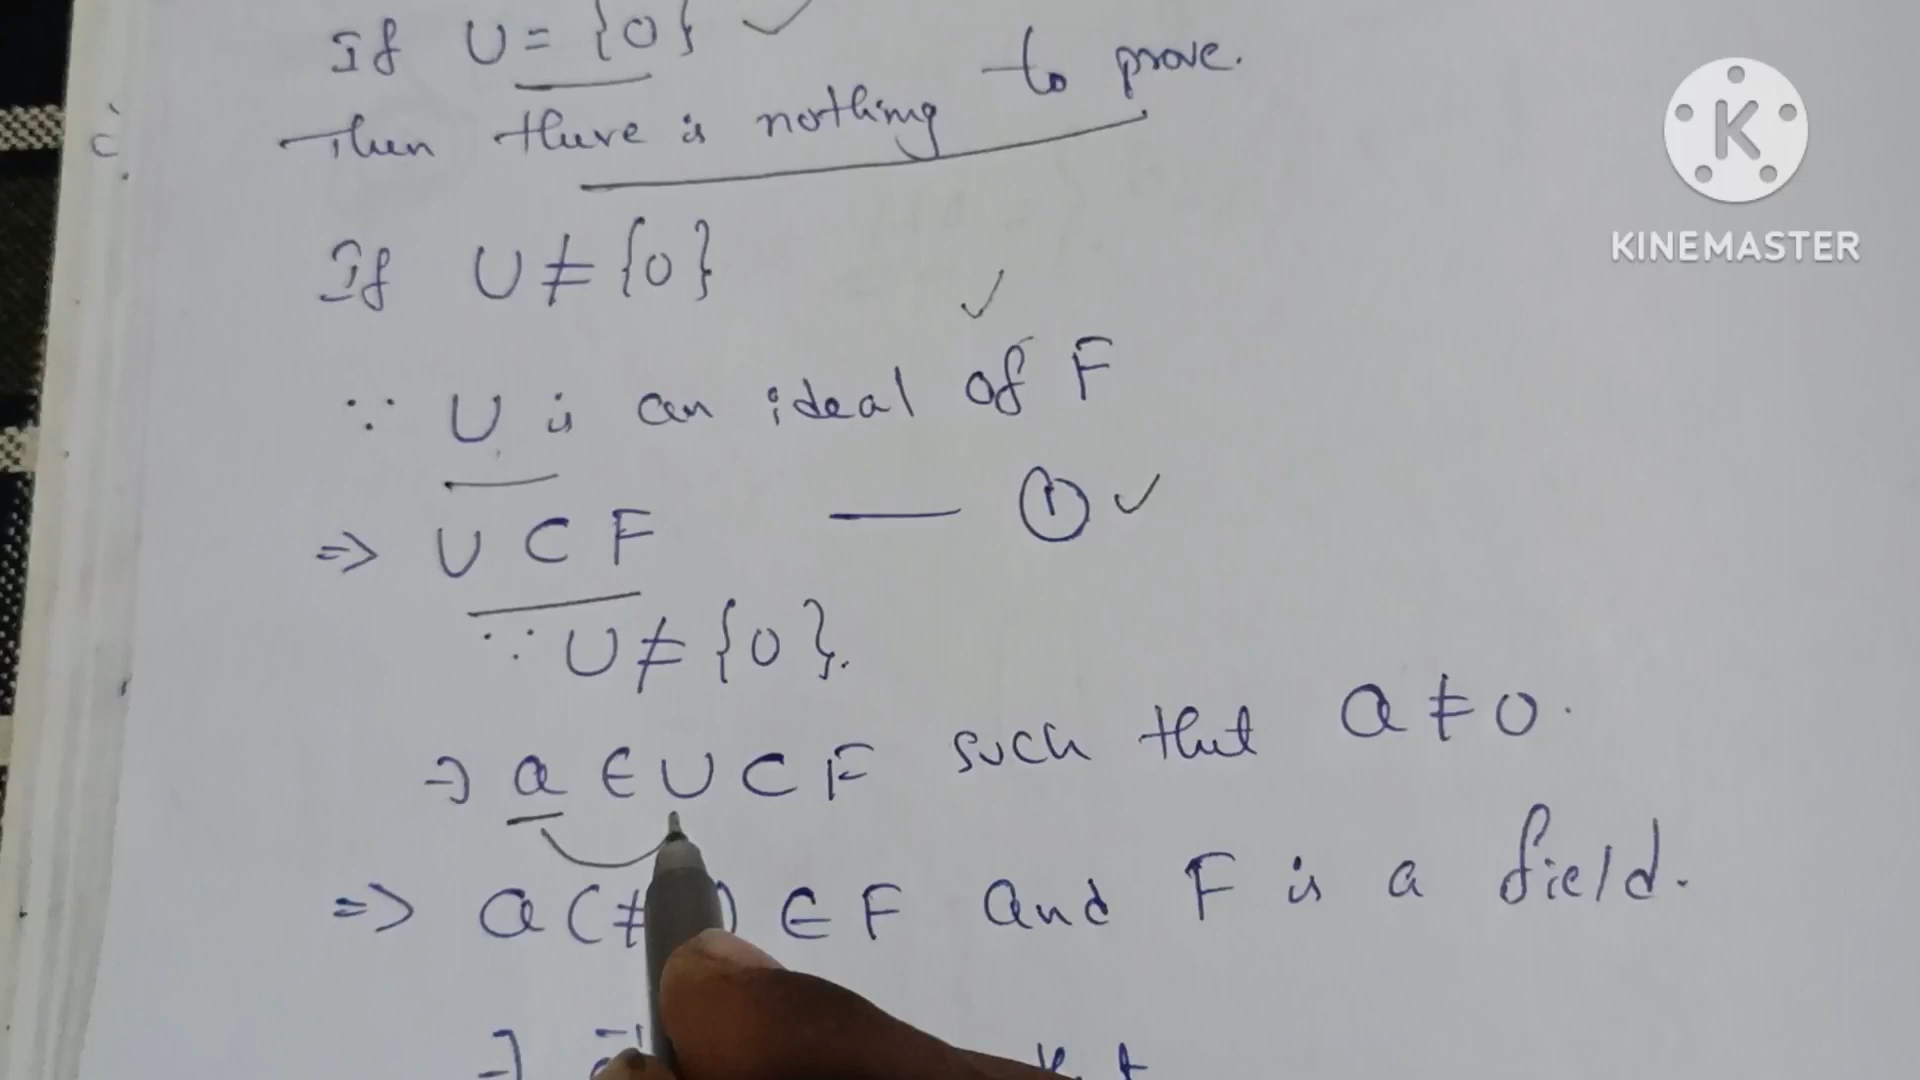 If U = {0} ✓
Then there is nothing to prove.
If U ≠ {0}
∵ U is an ideal of F ✓
=> U ⊂ F — ① ✓
∵ U ≠ {0}.
=> a ∈ U ⊂ F such that a ≠ 0.
=> a (≠ ) ∈ F and F is a field.
K
KINEMASTER